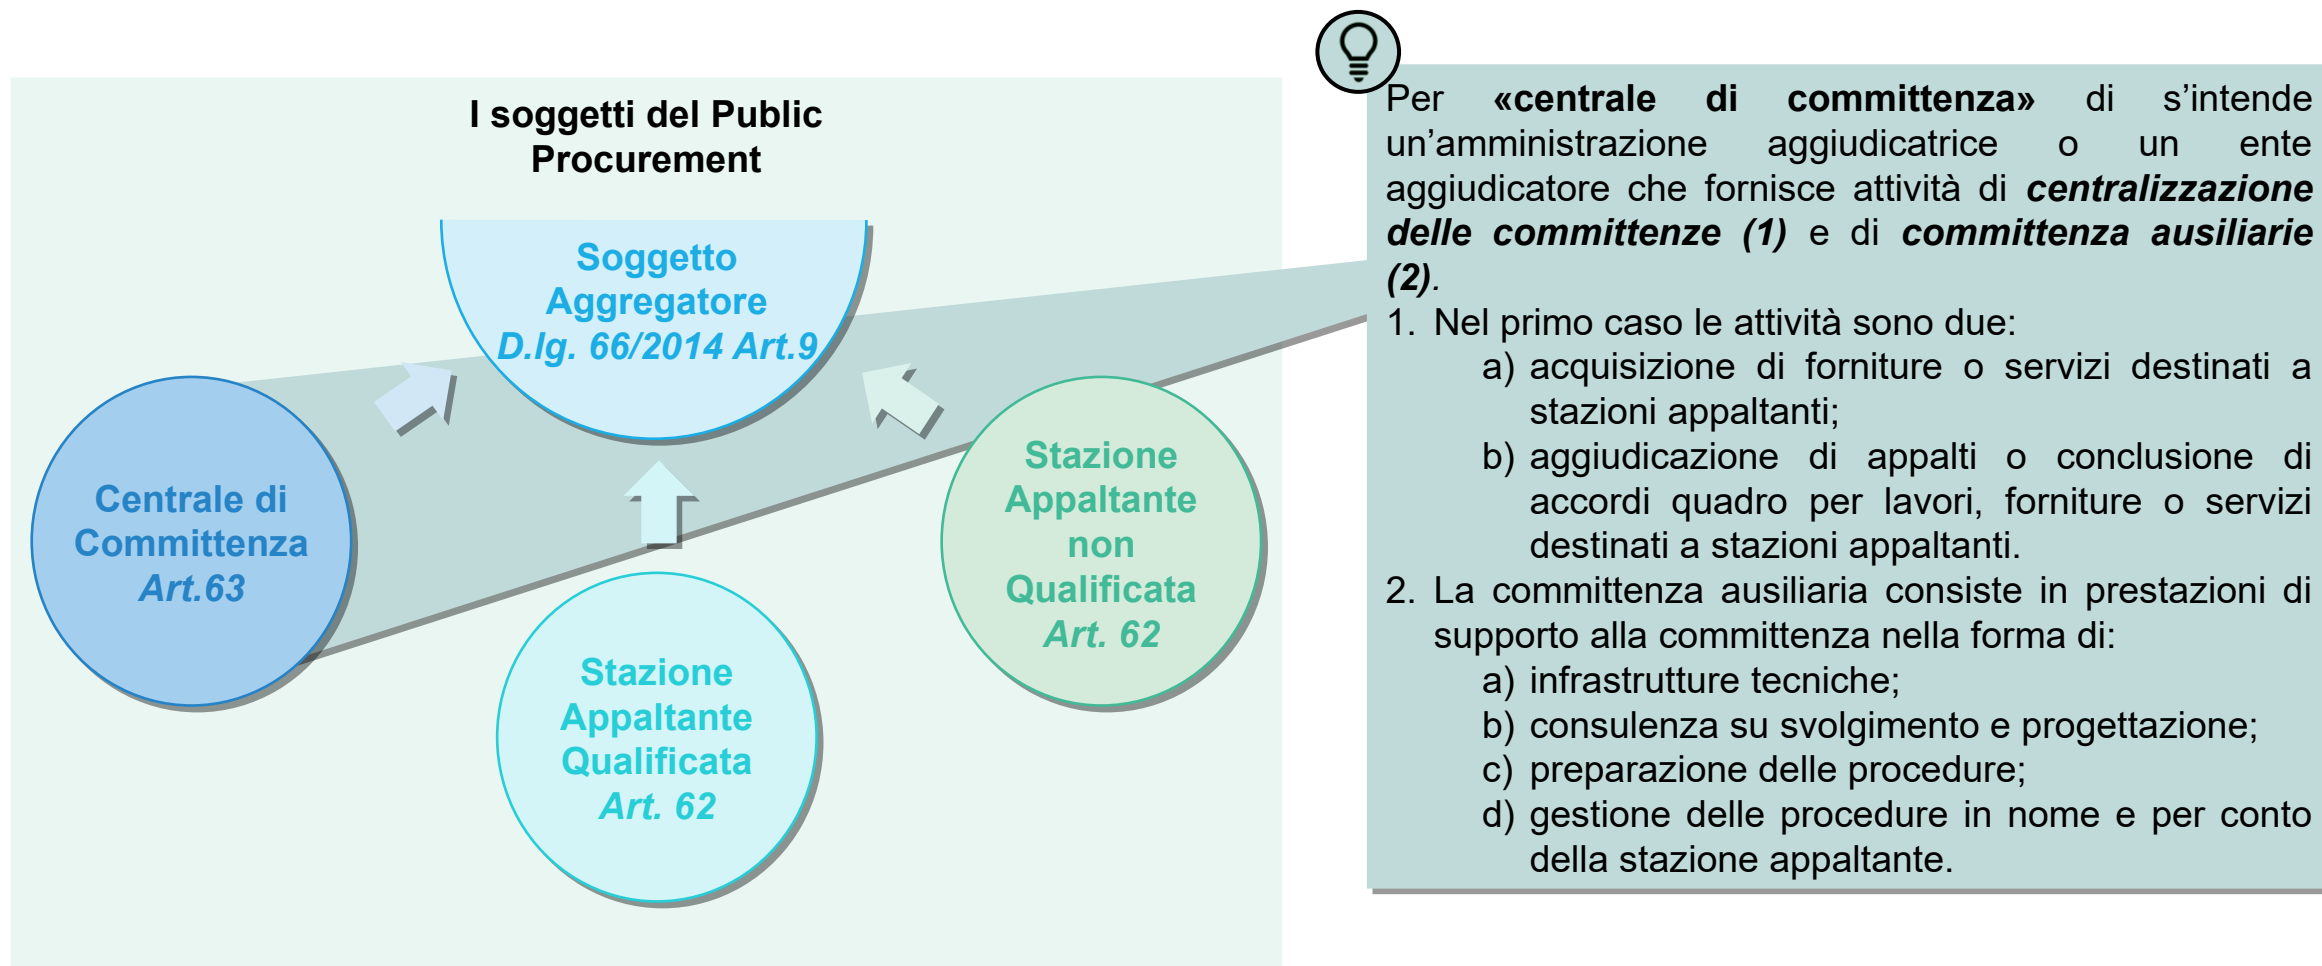 I soggetti del Public
Procurement
Soggetto
Aggregatore
D.lg. 66/2014 Art.9
Centrale di
Committenza
Art.63
Stazione
Appaltante
Qualificata
Art. 62
Stazione
Appaltante
non
Qualificata
Art. 62
Per «centrale di committenza» di s’intende
un’amministrazione aggiudicatrice o un ente
aggiudicatore che fornisce attività di centralizzazione
delle committenze (1) e di committenza ausiliarie
(2).
1. Nel primo caso le attività sono due:
a) acquisizione di forniture o servizi destinati a
stazioni appaltanti;
b) aggiudicazione di appalti o conclusione di
accordi quadro per lavori, forniture o servizi
destinati a stazioni appaltanti.
2. La committenza ausiliaria consiste in prestazioni di
supporto alla committenza nella forma di:
a) infrastrutture tecniche;
b) consulenza su svolgimento e progettazione;
c) preparazione delle procedure;
d) gestione delle procedure in nome e per conto
della stazione appaltante.